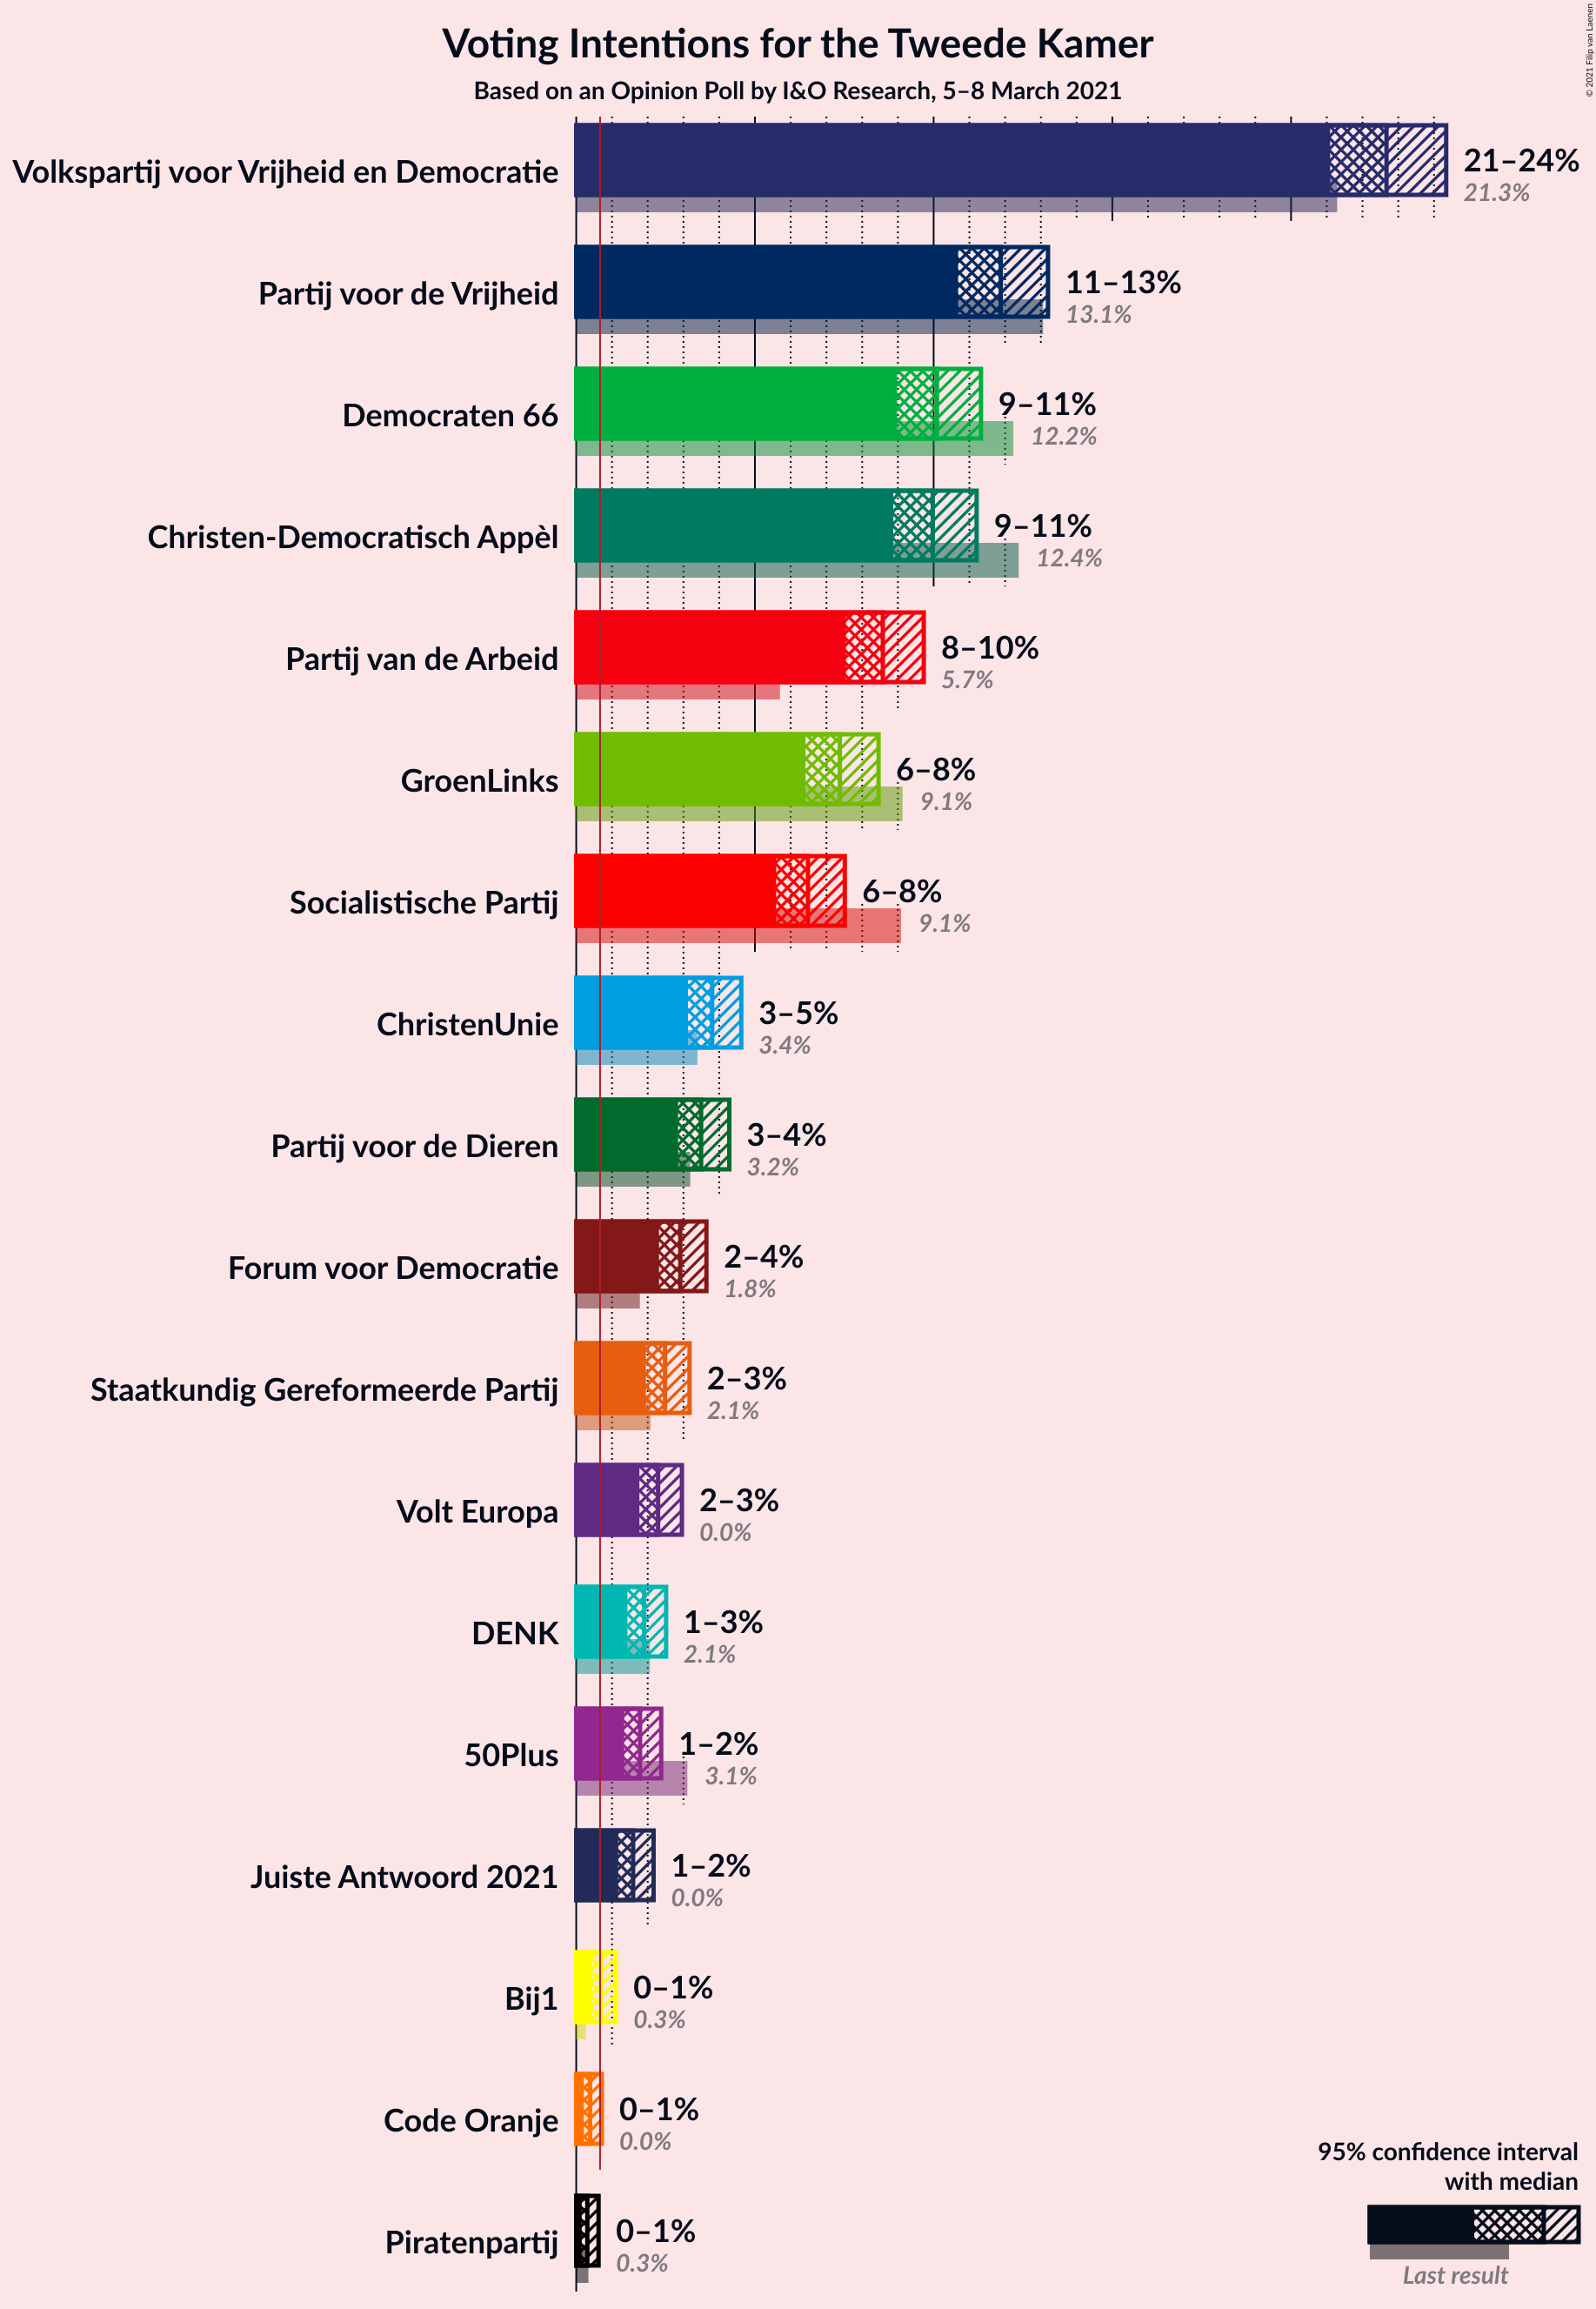 Voting Intentions for the Tweede Kamer
Based on an Opinion Poll by I&O Research, 5–8 March 2021
© 2021 Filip van Laenen
Volkspartij voor Vrijheid en Democratie
21–24%
21.3%
Partij voor de Vrijheid
11–13%
13.1%
Democraten 66
9–11%
12.2%
Christen-Democratisch Appèl
9–11%
12.4%
Partij van de Arbeid
8–10%
5.7%
GroenLinks
6–8%
9.1%
Socialistische Partij
6–8%
9.1%
ChristenUnie
3–5%
3.4%
Partij voor de Dieren
3–4%
3.2%
Forum voor Democratie
2–4%
1.8%
Staatkundig Gereformeerde Partij
2–3%
2.1%
Volt Europa
2–3%
0.0%
DENK
1–3%
2.1%
50Plus
1–2%
3.1%
Juiste Antwoord 2021
1–2%
0.0%
Bij1
0–1%
0.3%
Code Oranje
0–1%
0.0%
Piratenpartij
0–1%
0.3%
95% confidence interval
with median
Last result